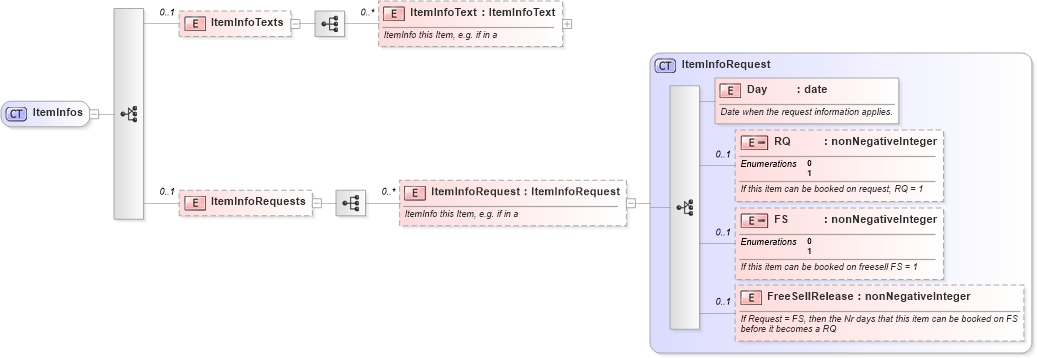 0..1
E ItemInfoTexts
0..*
E ItemInfoText : ItemInfoText
ItemInfo this Item, e.g. if in a
CT ItemInfos
0..1
E ItemInfoRequests
0..*
E ItemInfoRequest : ItemInfoRequest
ItemInfo this Item, e.g. if in a
CT ItemInfoRequest
E Day : date
Date when the request information applies.
0..1
E RQ : nonNegativeInteger
Enumerations 0
1
If this item can be booked on request, RQ = 1
0..1
E FS : nonNegativeInteger
Enumerations 0
1
If this item can be booked on freesell FS = 1
0..1
E FreeSellRelease : nonNegativeInteger
If Request = FS, then the Nr days that this item can be booked on FS
before it becomes a RQ